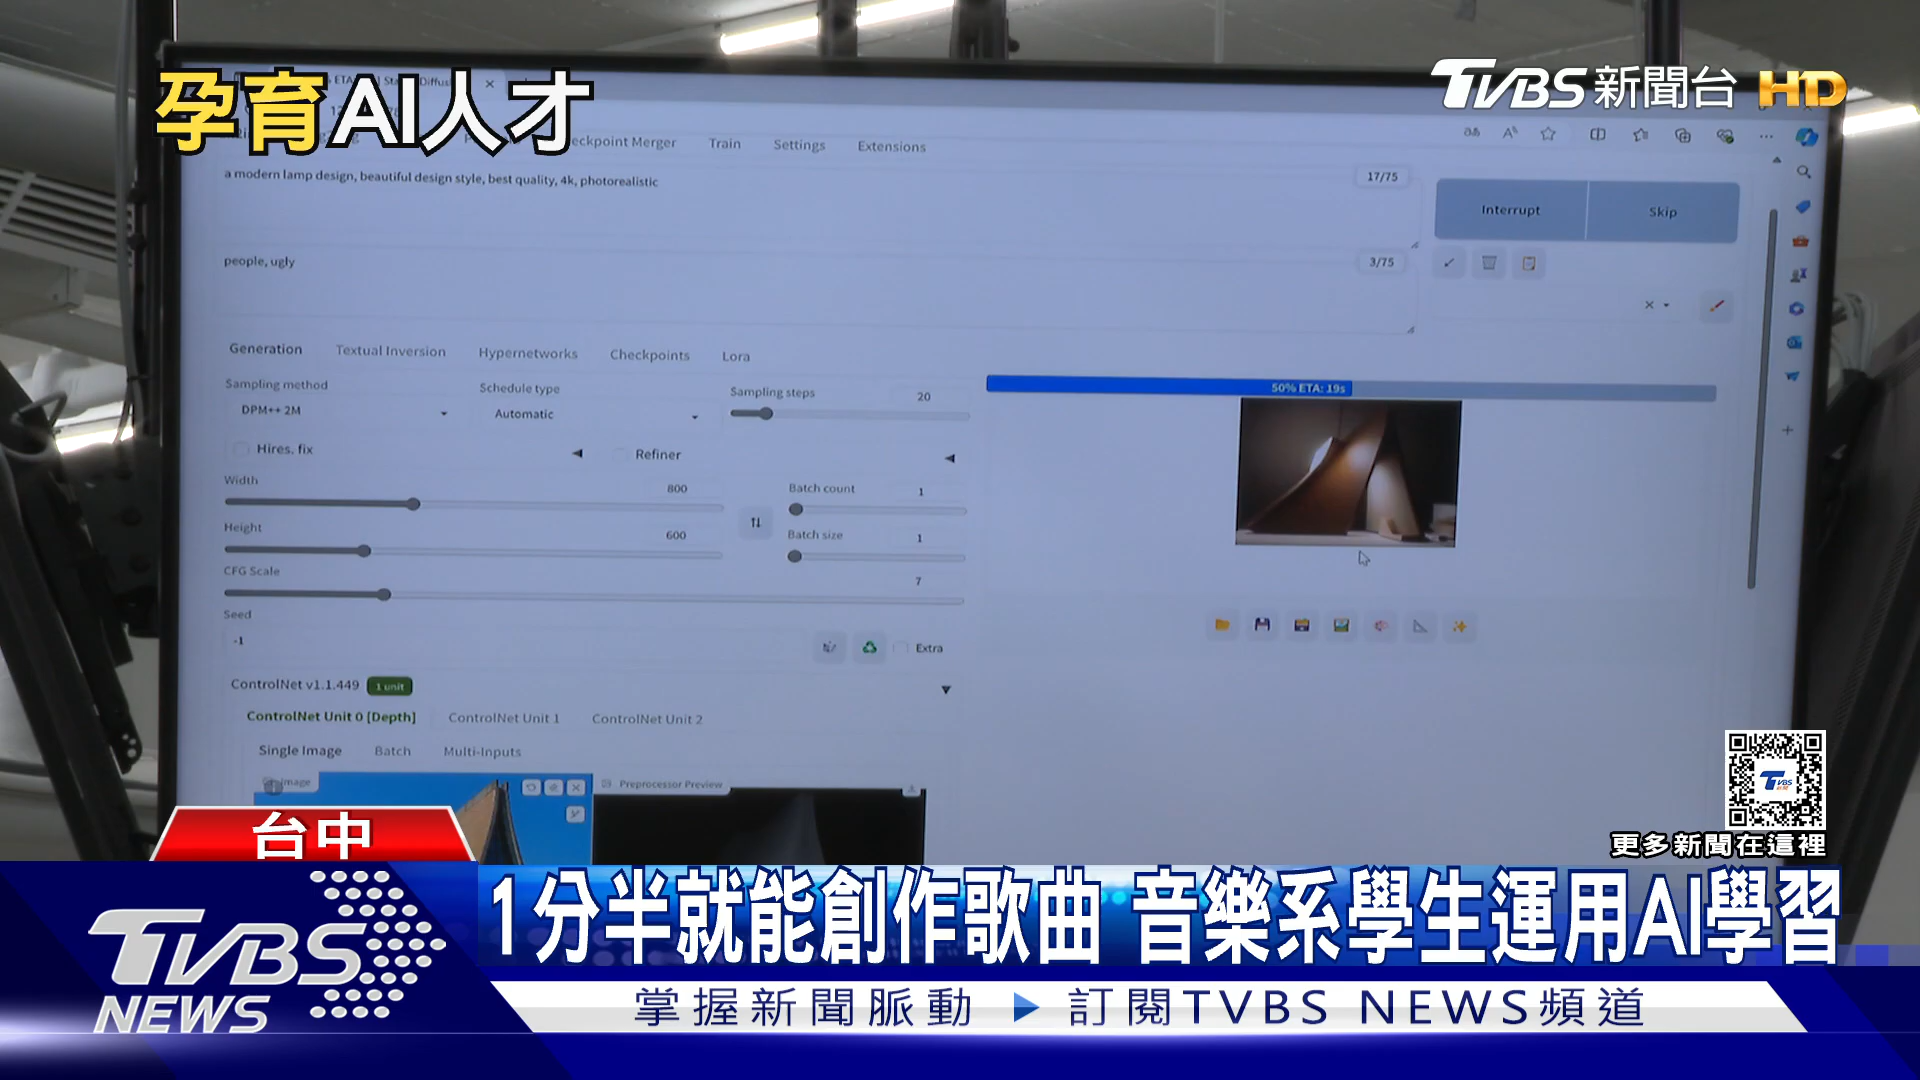 孕育AI人才
TVBS新聞台 HD
Checkpoint Merger
Train
Settings
Extensions
a modern lamp design, beautiful design style, best quality, 4k, photorealistic
17/75
Interrupt
Skip
people, ugly
3/75
Generation
Textual Inversion
Hypernetworks
Checkpoints
Lora
Sampling method
DPM++ 2M
Schedule type
Automatic
Sampling steps
20
50% ETA: 19s
Hires. fix
Refiner
Width
800
Batch count
1
Height
600
Batch size
1
CFG Scale
7
Seed
-1
Extra
ControlNet v1.1.449
1 unit
ControlNet Unit 0 [Depth]
ControlNet Unit 1
ControlNet Unit 2
Single Image
Batch
Multi-Inputs
Image
Preprocessor Preview
更多新聞在這裡
台中
1分半就能創作歌曲 音樂系學生運用AI學習
TVBS NEWS
掌握新聞脈動 ▶ 訂閱TVBS NEWS頻道